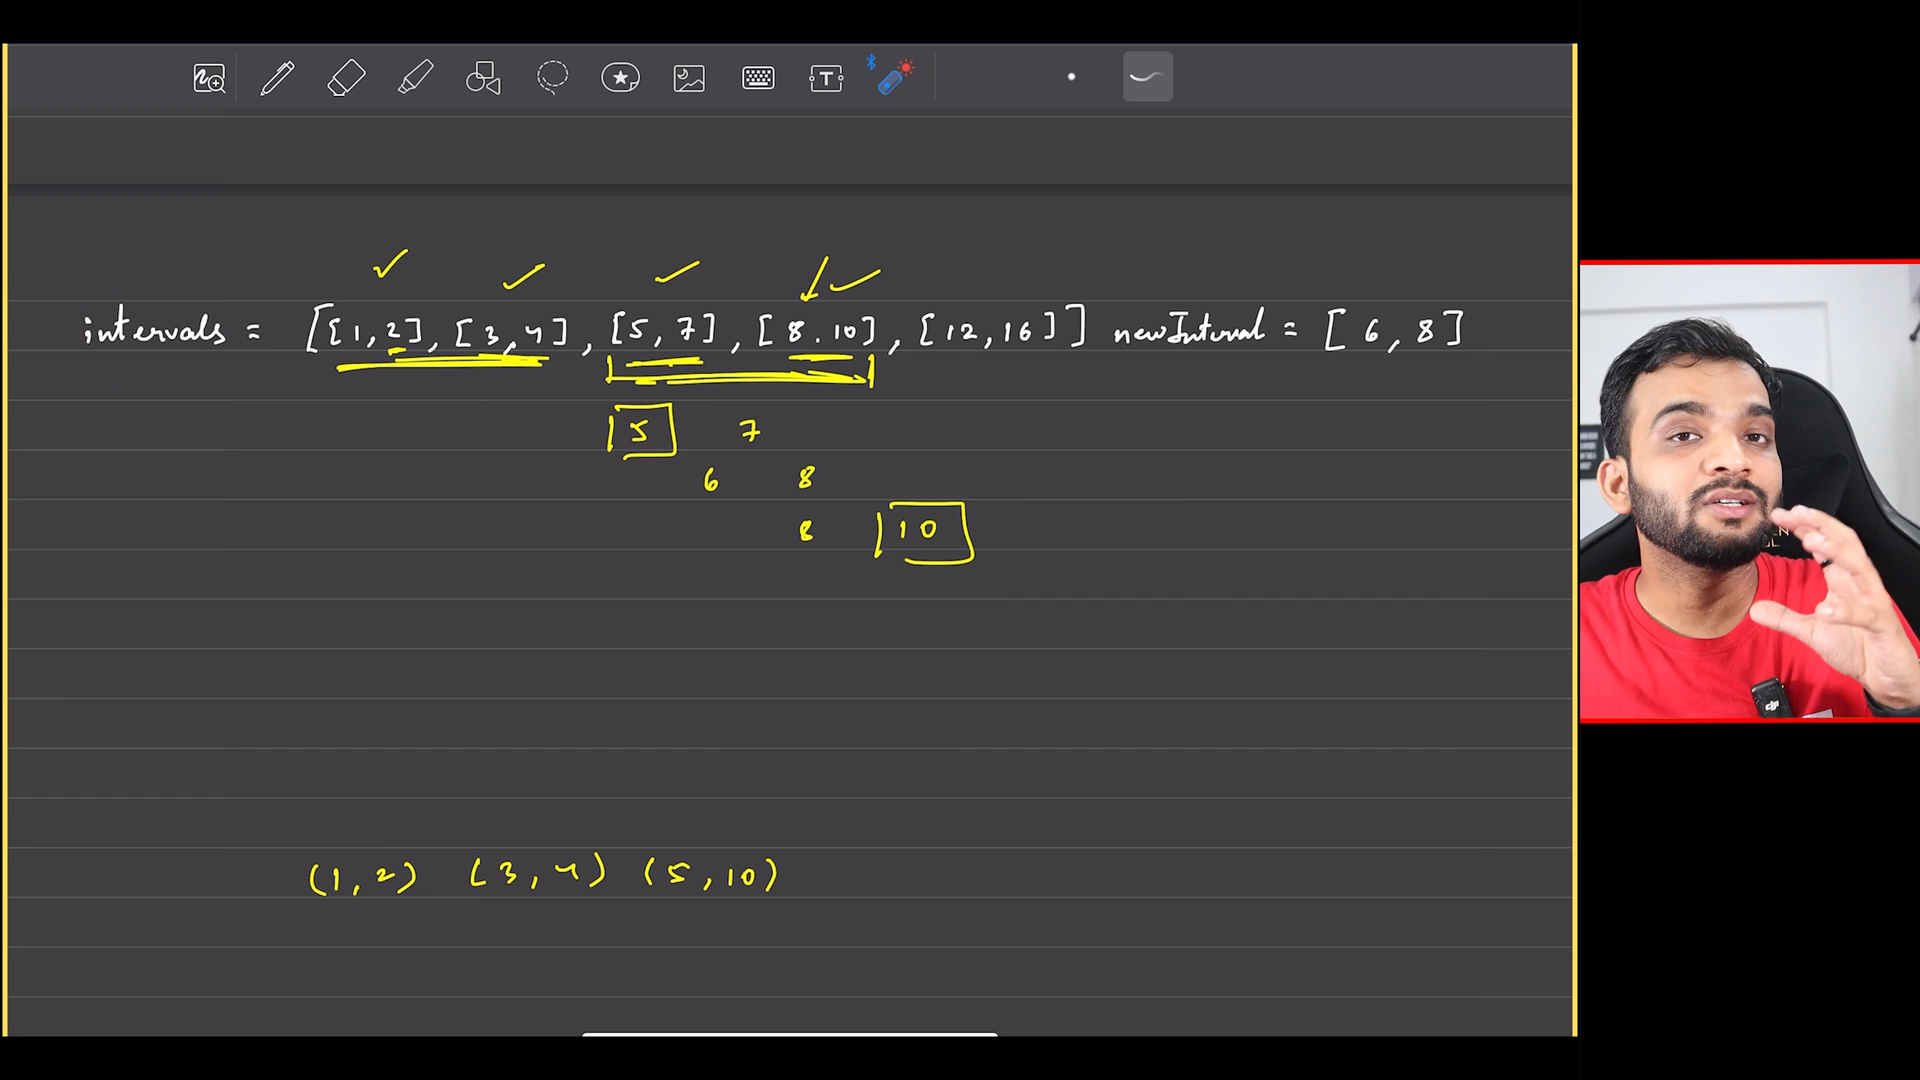 intervals = [[1,2],[3,4],[5,7],[8.10],[12,16]] newInterval = [6,8]
5 7
6 8
8 10
(1,2) (3,4) (5,10)
T
dji